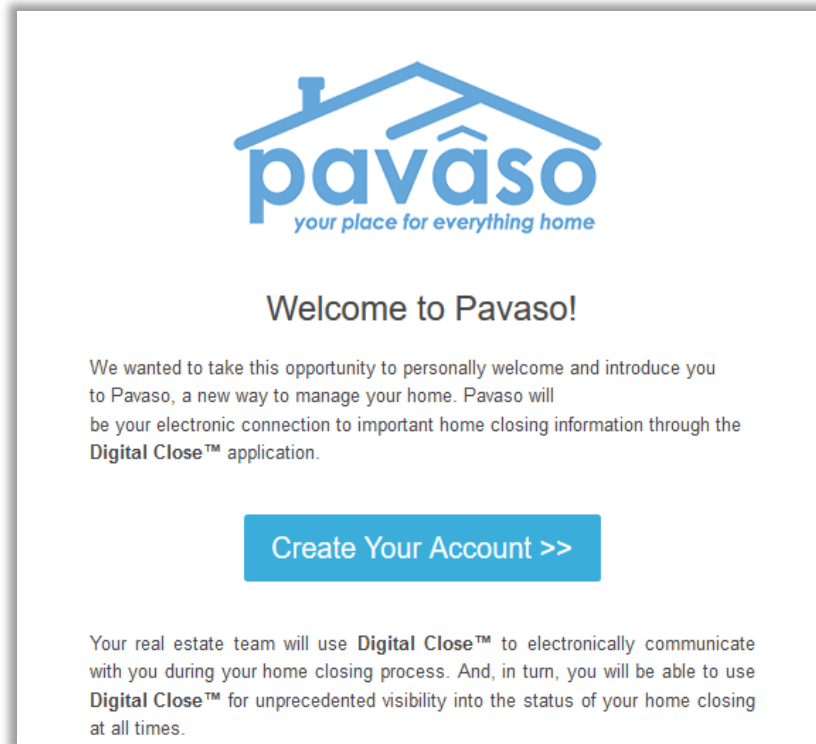 pavâso
your place for everything home
Welcome to Pavaso!
We wanted to take this opportunity to personally welcome and introduce you
to Pavaso, a new way to manage your home. Pavaso will
be your electronic connection to important home closing information through the
Digital Close™ application.
Create Your Account >>
Your real estate team will use Digital Close™ to electronically communicate
with you during your home closing process. And, in turn, you will be able to use
Digital Close™ for unprecedented visibility into the status of your home closing
at all times.